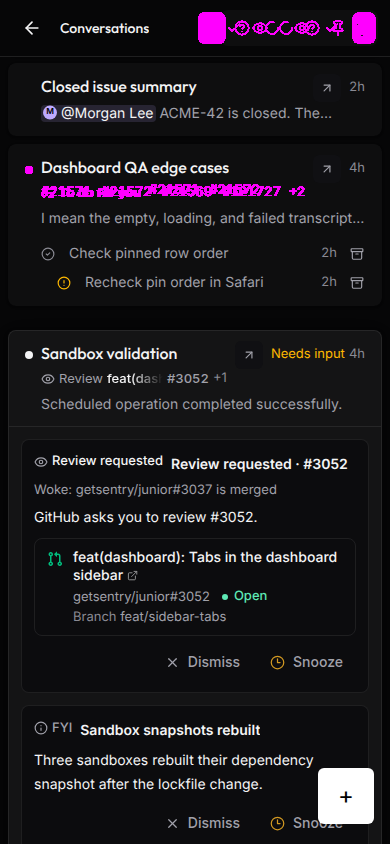 Conversations
Closed issue summary 2h
M @Morgan Lee ACME-42 is closed. The…
Dashboard QA edge cases 4h
+2
I mean the empty, loading, and failed transcript…
Check pinned row order 2h
Recheck pin order in Safari 2h
Sandbox validation Needs input 4h
Review feat(das #3052 +1
Scheduled operation completed successfully.
Review requested Review requested · #3052
Woke: getsentry/junior#3037 is merged
GitHub asks you to review #3052.
feat(dashboard): Tabs in the dashboard
sidebar
getsentry/junior#3052 Open
Branch feat/sidebar-tabs
Dismiss Snooze
FYI Sandbox snapshots rebuilt
Three sandboxes rebuilt their dependency
snapshot after the lockfile change.
+
Dismiss Snooze